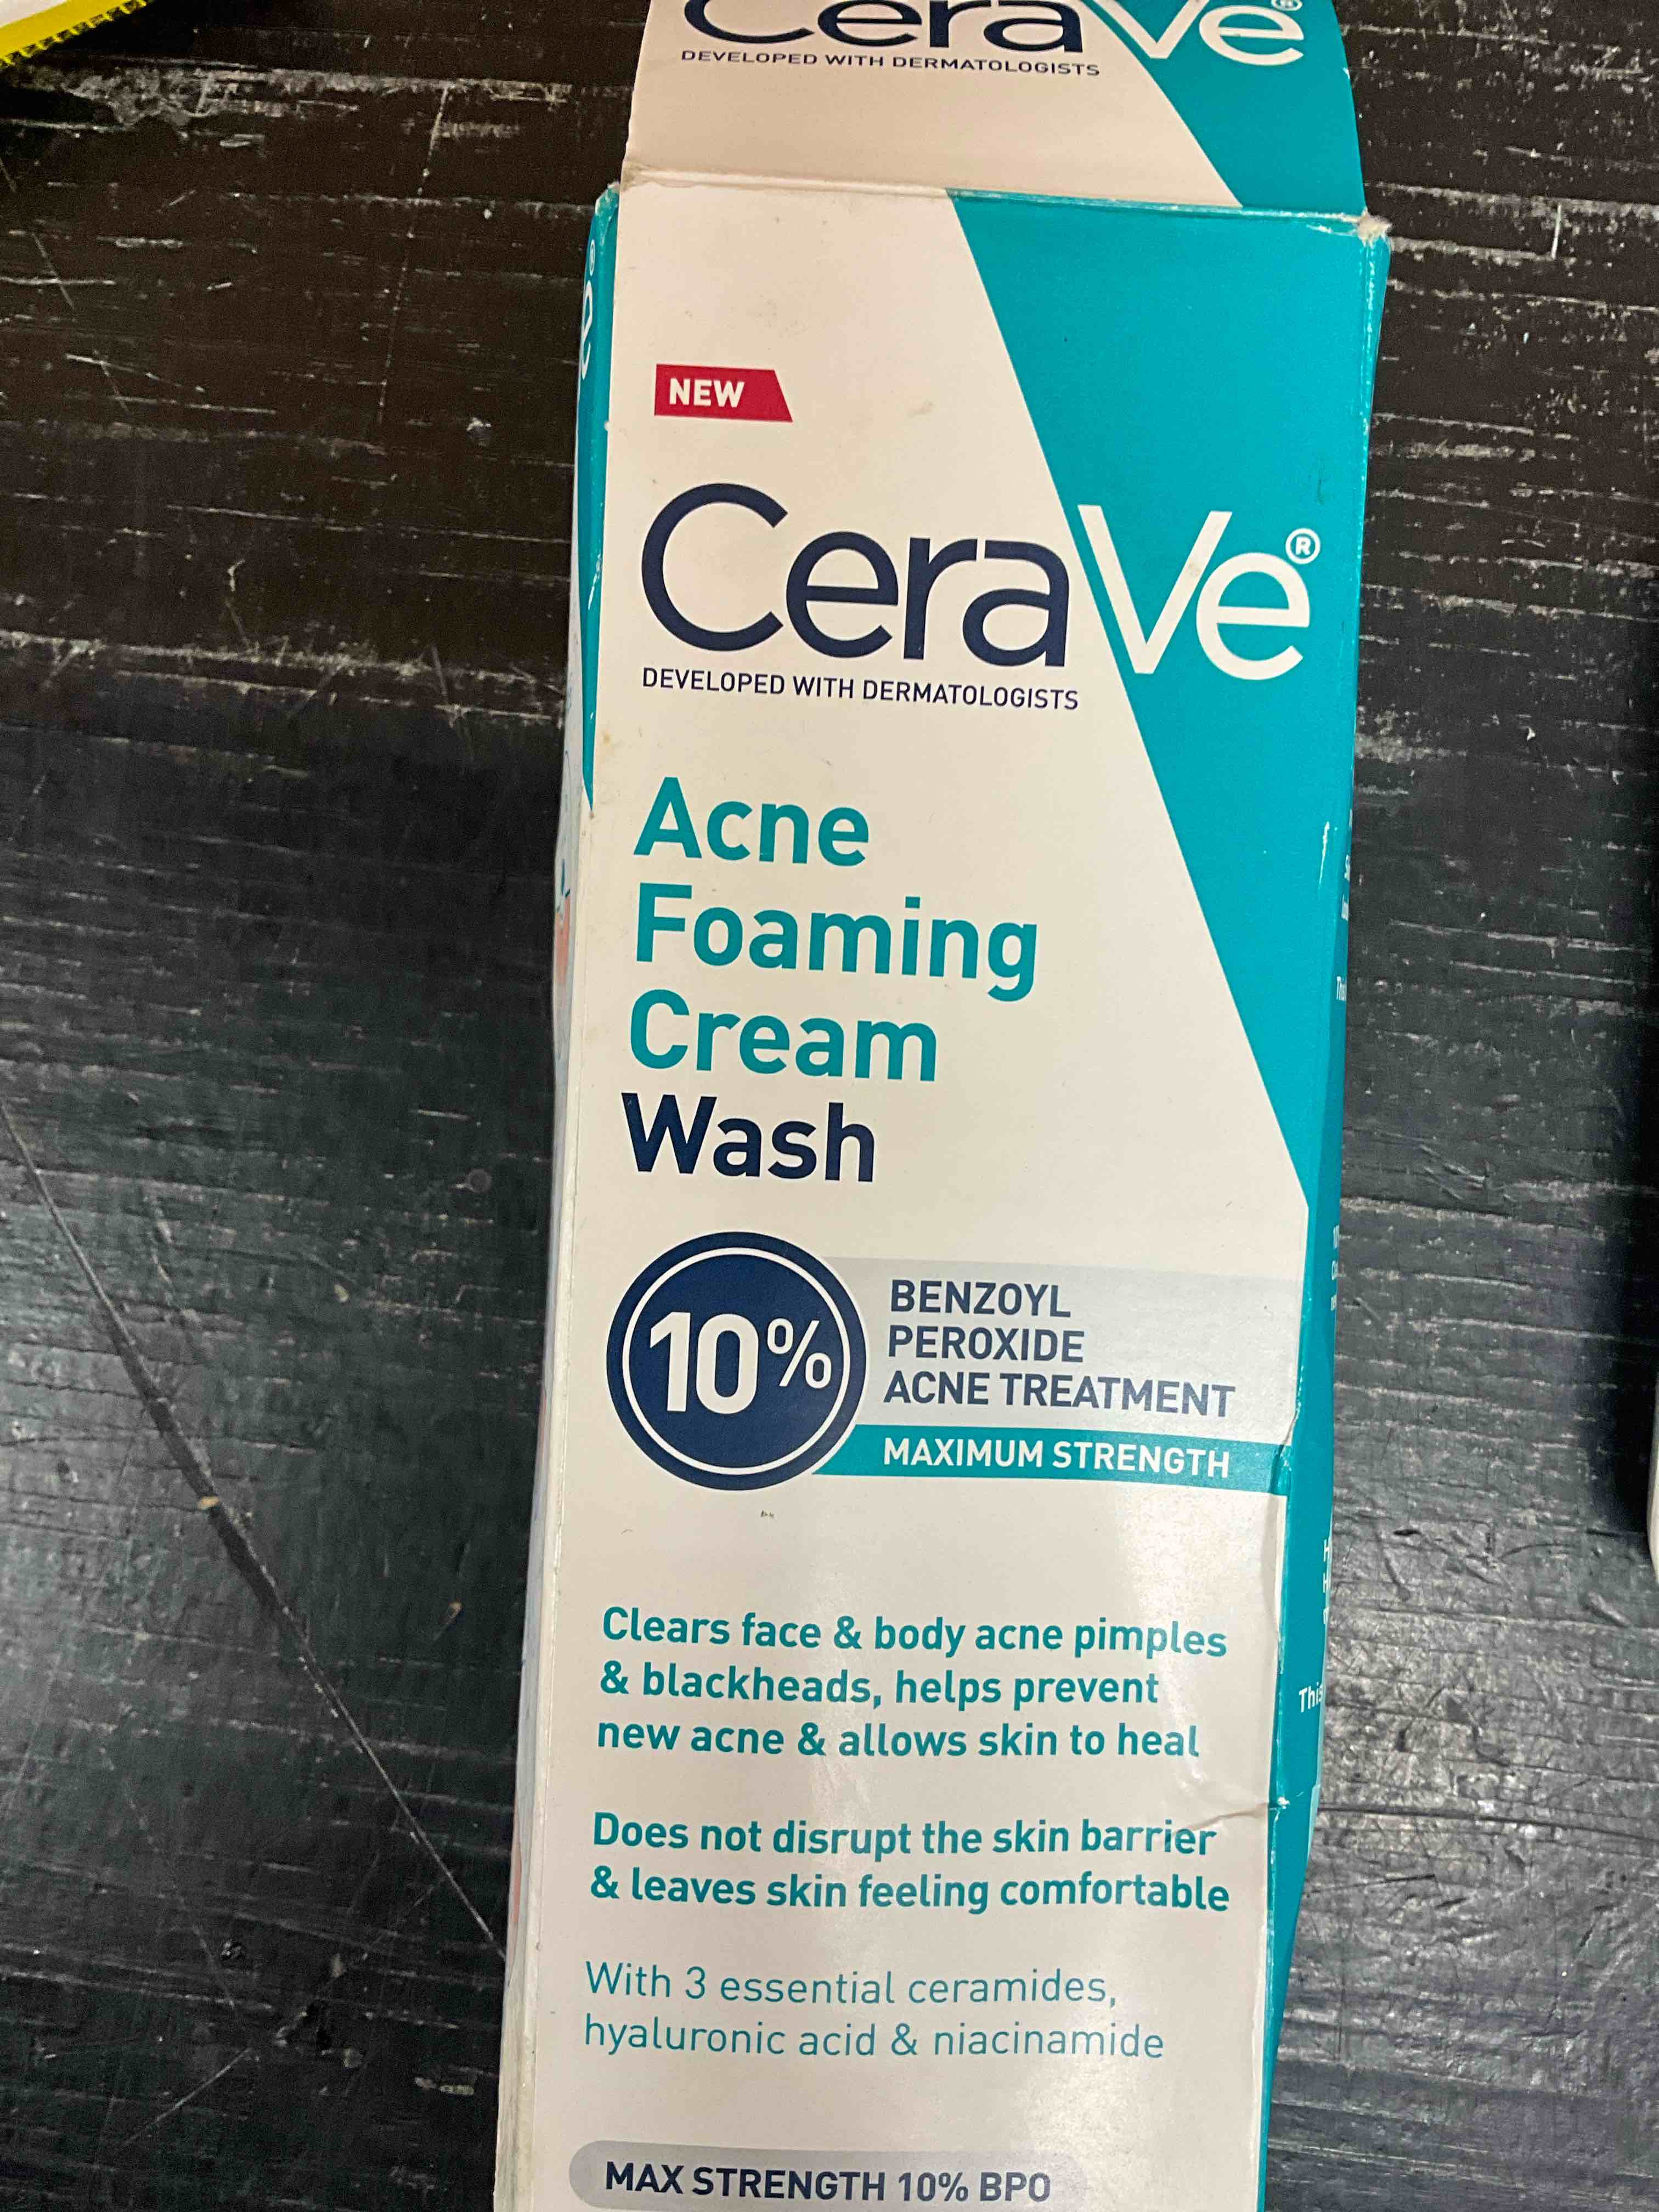 CeraVe®
DEVELOPED WITH DERMATOLOGISTS
NEW
CeraVe®
DEVELOPED WITH DERMATOLOGISTS
Acne
Foaming
Cream
Wash
10%
BENZOYL
PEROXIDE
ACNE TREATMENT
MAXIMUM STRENGTH
Clears face & body acne pimples
& blackheads, helps prevent
new acne & allows skin to heal
Does not disrupt the skin barrier
& leaves skin feeling comfortable
With 3 essential ceramides,
hyaluronic acid & niacinamide
MAX STRENGTH 10% BPO
This